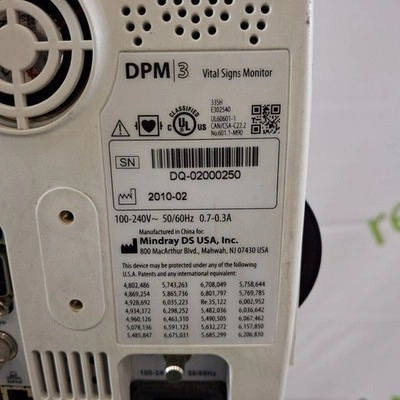 DPM|3 Vital Signs Monitor
CLASSIFIED
UL
C US
33SH
E302540
UL60601-1
CAN/CSA-C22.2
No.601.1-M90
SN
DQ-02000250
2010-02
100-240V~ 50/60Hz 0.7-0.3A
Manufactured in China for:
Mindray DS USA, Inc.
800 MacArthur Blvd., Mahwah, NJ 07430 USA
This device may be protected by one of the following
U.S.A. Patents and any international equivalent:
4,802,486 5,743,263 6,708,049 5,758,644
4,869,254 5,865,736 6,801,797 5,769,785
4,928,692 6,035,223 Re.35,122 6,002,952
4,934,372 6,298,252 5,482,036 6,036,642
4,960,126 6,463,310 5,490,505 6,067,462
5,078,136 6,591,123 5,632,272 6,157,850
5,485,847 6,675,031 5,685,299 6,206,830
re
100-240 50/60Hz